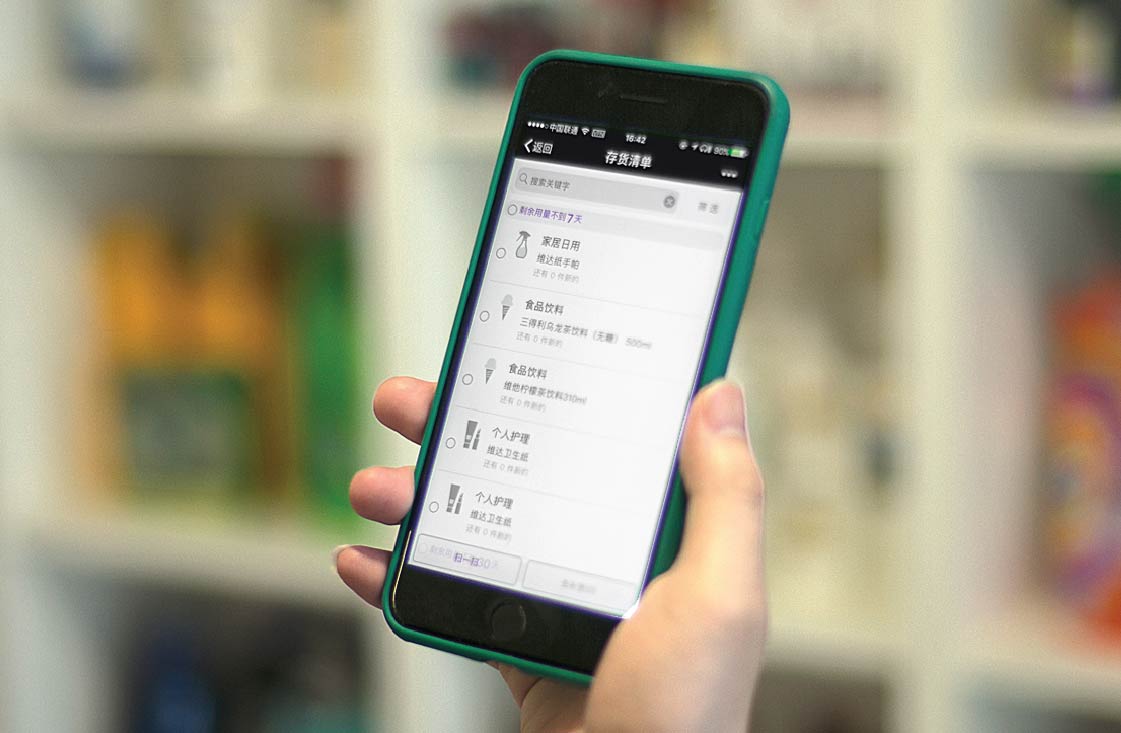 中国联通
16:42
90%
返回
存货清单
搜索关键字
筛选
剩余用量不到7天
家居日用
维达纸手帕
还有 0 件新的
食品饮料
三得利乌龙茶饮料（无糖） 500ml
还有 0 件新的
食品饮料
维他柠檬茶饮料310ml
还有 0 件新的
个人护理
维达卫生纸
还有 0 件新的
个人护理
维达卫生纸
还有 0 件新的
扫一扫